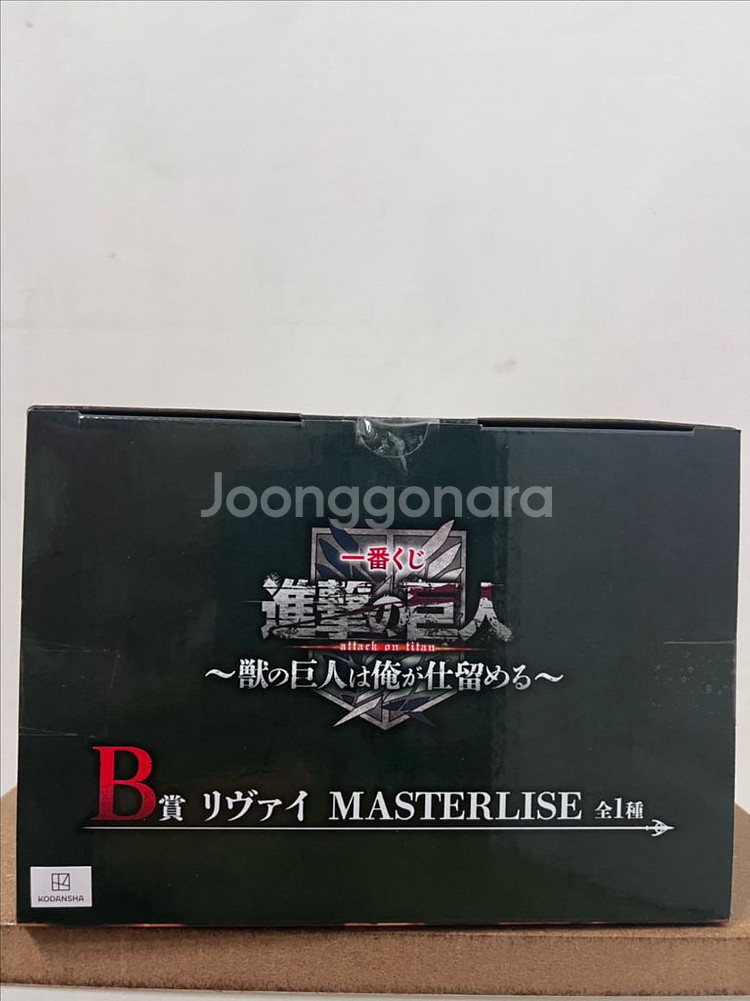 Joonggonara
一番くじ
進撃の巨人
attack on titan
～獣の巨人は俺が仕留める～
B賞 リヴァイ MASTERLISE 全1種
KODANSHA